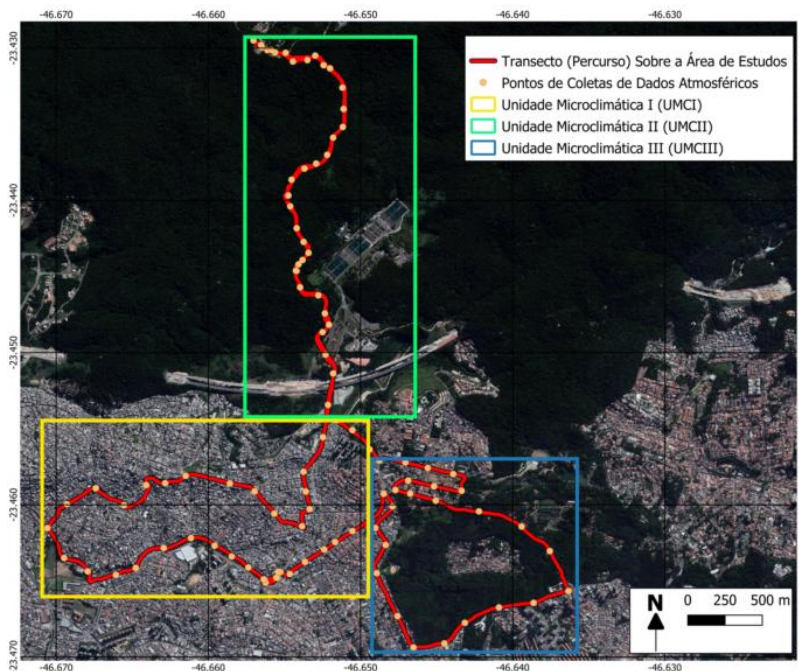 -46.670 -46.660 -46.650 -46.640 -46.630
-23.430
Transecto (Percurso) Sobre a Área de Estudos
Pontos de Coletas de Dados Atmosféricos
Unidade Microclimática I (UMCI)
Unidade Microclimática II (UMCII)
Unidade Microclimática III (UMCIII)
-23.440
-23.450
-23.460
N 0 250 500 m
-23.470
-46.670 -46.660 -46.650 -46.640 -46.630